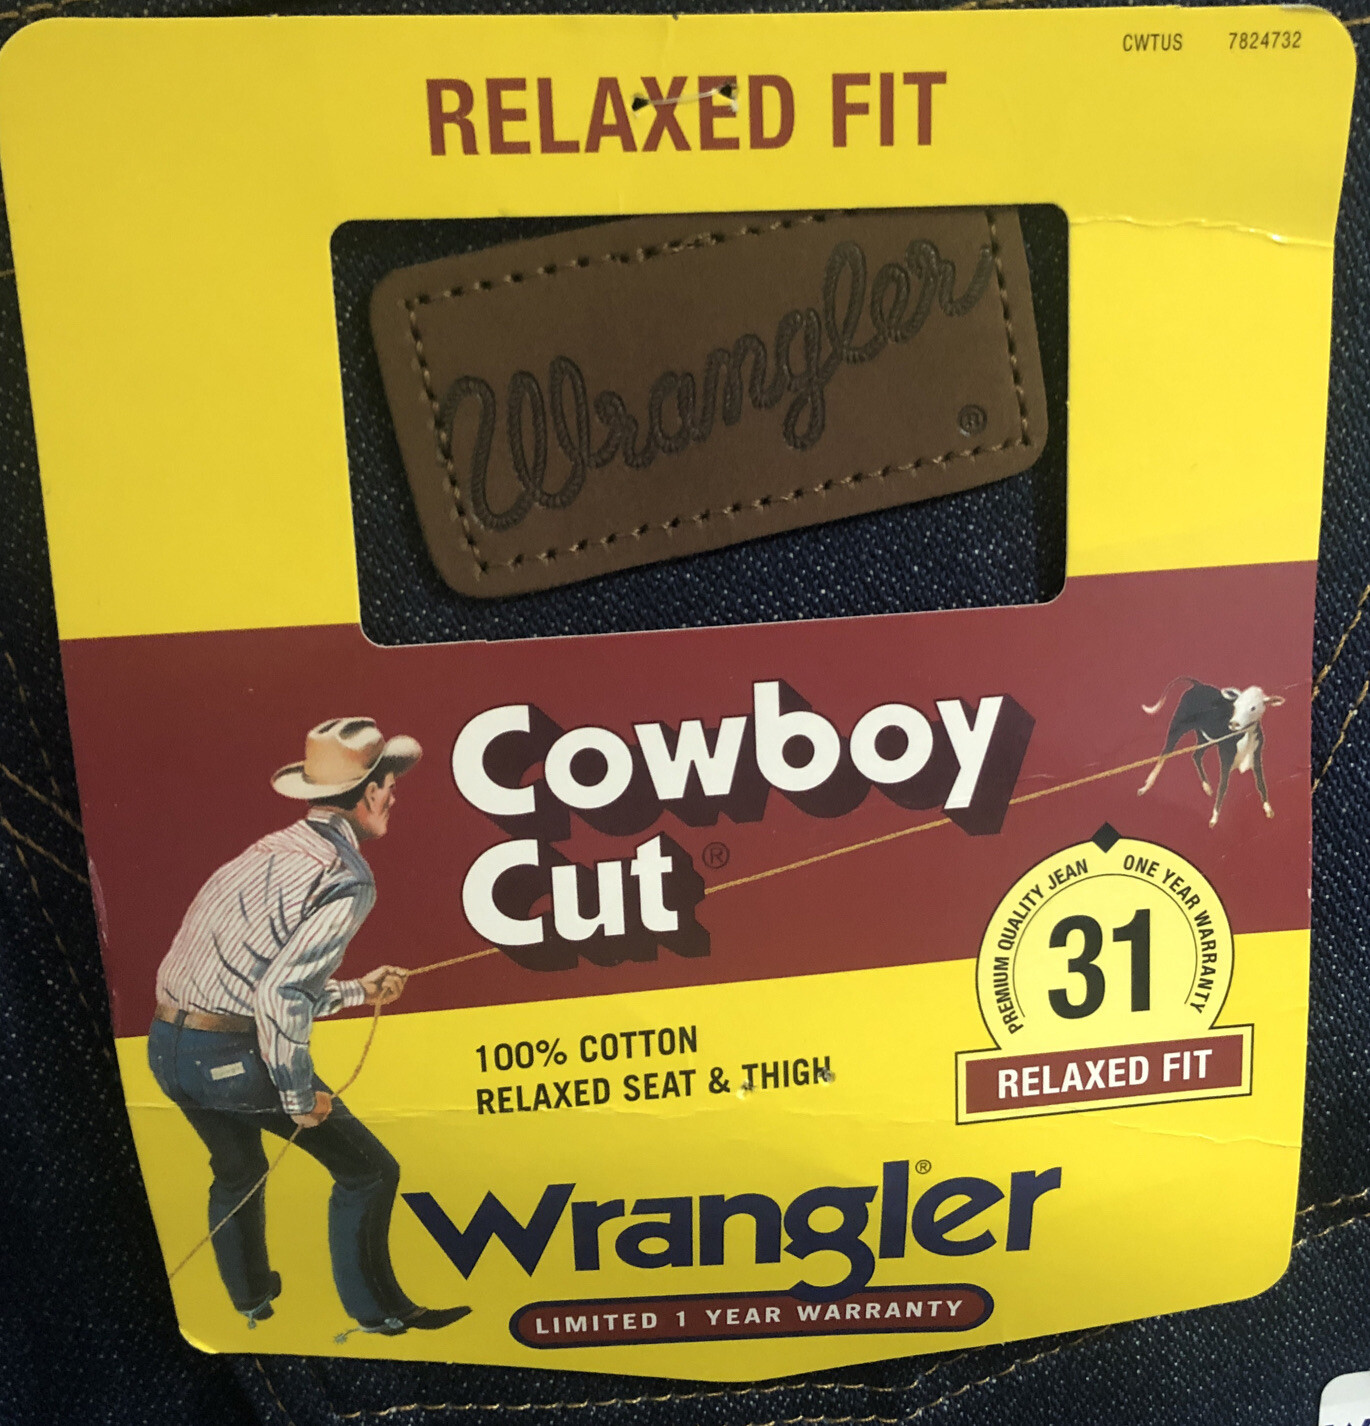 CWTUS 7824732
RELAXED FIT
Wrangler
®
Cowboy
Cut ®
PREMIUM QUALITY JEAN ONE YEAR WARRANTY
31
RELAXED FIT
100% COTTON
RELAXED SEAT & THIGH
Wrangler®
LIMITED 1 YEAR WARRANTY